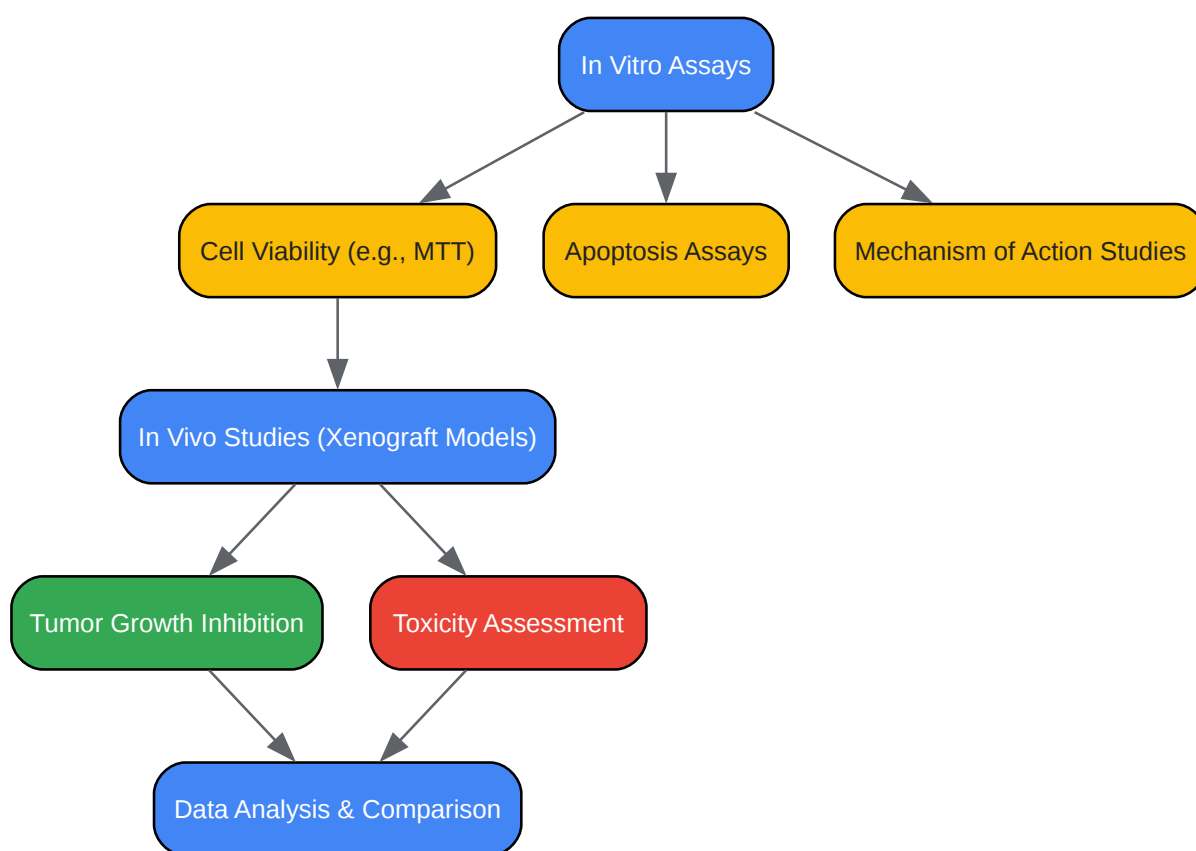 In Vitro Assays
Cell Viability (e.g., MTT)
Apoptosis Assays
Mechanism of Action Studies
In Vivo Studies (Xenograft Models)
Tumor Growth Inhibition
Toxicity Assessment
Data Analysis & Comparison